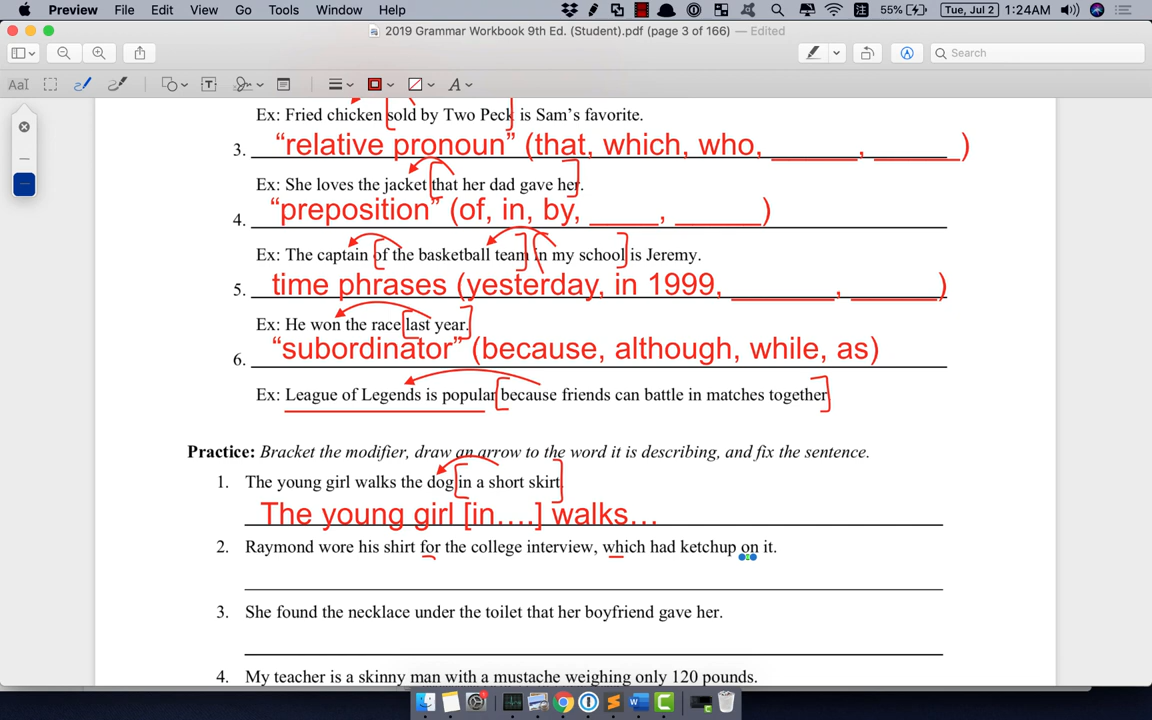 Preview File Edit View Go Tools Window Help 55% Tue, Jul 2 1:24AM
2019 Grammar Workbook 9th Ed. (Student).pdf (page 3 of 166) — Edited
Search
AaI T A
Ex: Fried chicken [sold by Two Peck] is Sam’s favorite.
3. “relative pronoun” (that, which, who, ______, ______)
Ex: She loves the jacket [that her dad gave her].
4. “preposition” (of, in, by, _____, ______)
Ex: The captain [of the basketball team] [in my school] is Jeremy.
5. time phrases (yesterday, in 1999, _______, ______)
Ex: He won the race [last year.]
6. “subordinator” (because, although, while, as)
Ex: League of Legends is popular [because friends can battle in matches together]
Practice: Bracket the modifier, draw an arrow to the word it is describing, and fix the sentence.
1. The young girl walks the dog [in a short skirt]
The young girl [in....] walks...
2. Raymond wore his shirt for the college interview, which had ketchup on it.
3. She found the necklace under the toilet that her boyfriend gave her.
4. My teacher is a skinny man with a mustache weighing only 120 pounds.